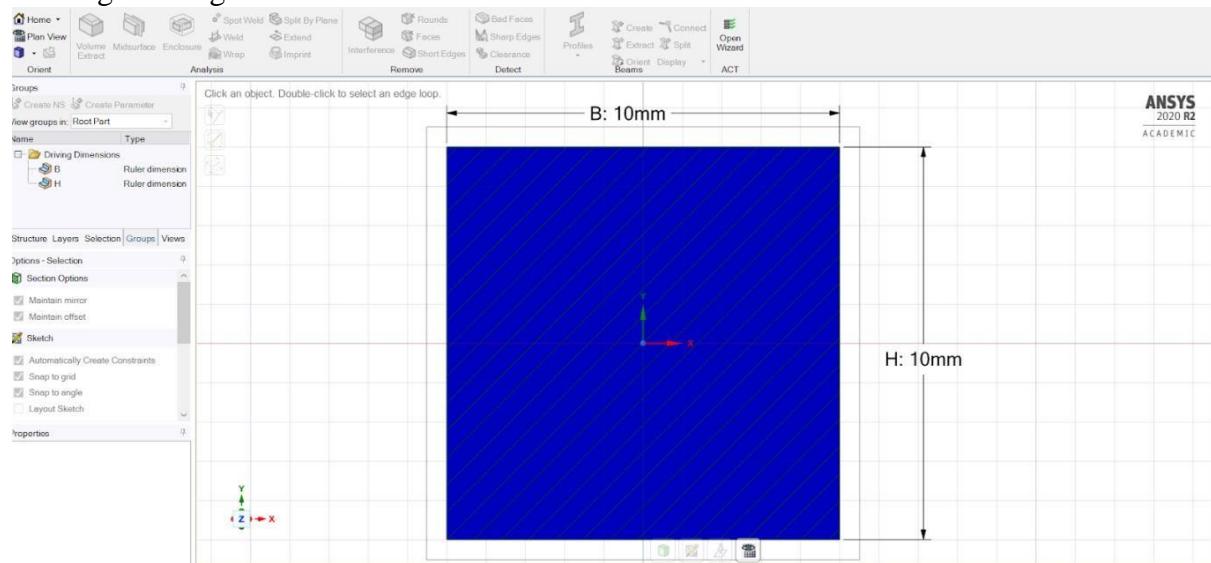 Home
Plan View
Orient
Volume Extract
Midsurface
Enclosure
Spot Weld
Split By Plane
Weld
Extend
Wrap
Imprint
Analysis
Interference
Rounds
Faces
Short Edges
Remove
Bad Faces
Sharp Edges
Clearance
Detect
Profiles
Create
Connect
Extract
Split
Orient
Display
Beams
Open Wizard
ACT
Groups
Create NS
Create Parameter
View groups in: Root Part
Name Type
Driving Dimensions
B Ruler dimension
H Ruler dimension
Structure Layers Selection Groups Views
Options - Selection
Section Options
Maintain mirror
Maintain offset
Sketch
Automatically Create Constraints
Snap to grid
Snap to angle
Layout Sketch
Properties
Click an object. Double-click to select an edge loop.
B: 10mm
ANSYS
2020 R2
ACADEMIC
Y
X
H: 10mm
Y
Z
X